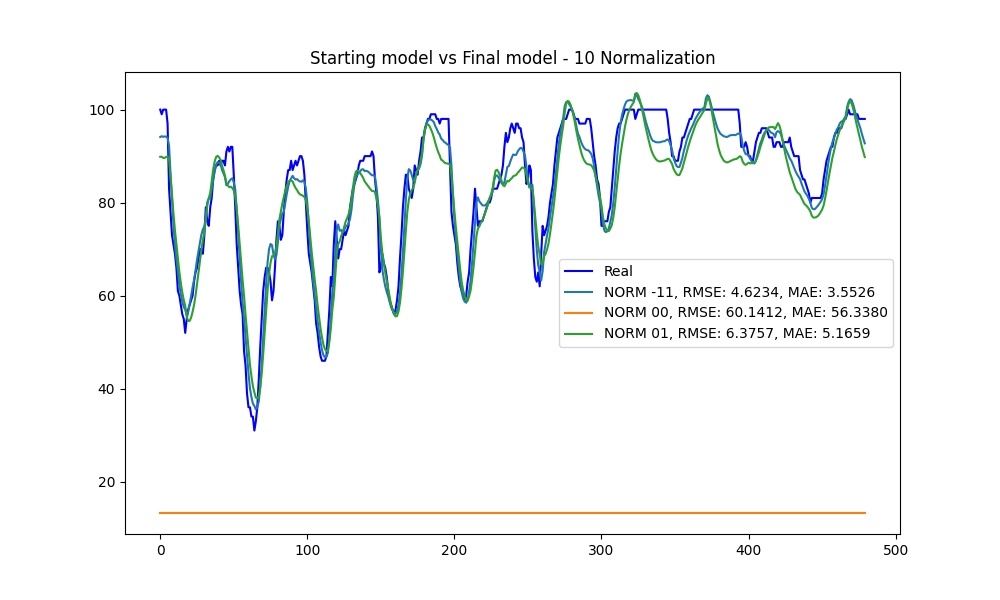 Starting model vs Final model - 10 Normalization
100
80
60
40
20
Real
NORM -11, RMSE: 4.6234, MAE: 3.5526
NORM 00, RMSE: 60.1412, MAE: 56.3380
NORM 01, RMSE: 6.3757, MAE: 5.1659
0 100 200 300 400 500